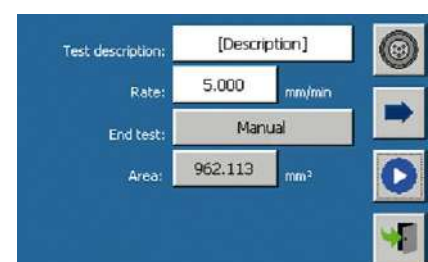 Test description: [Description]
Rate: 5.000 mm/min
End test: Manual
Area: 962.113 mm²